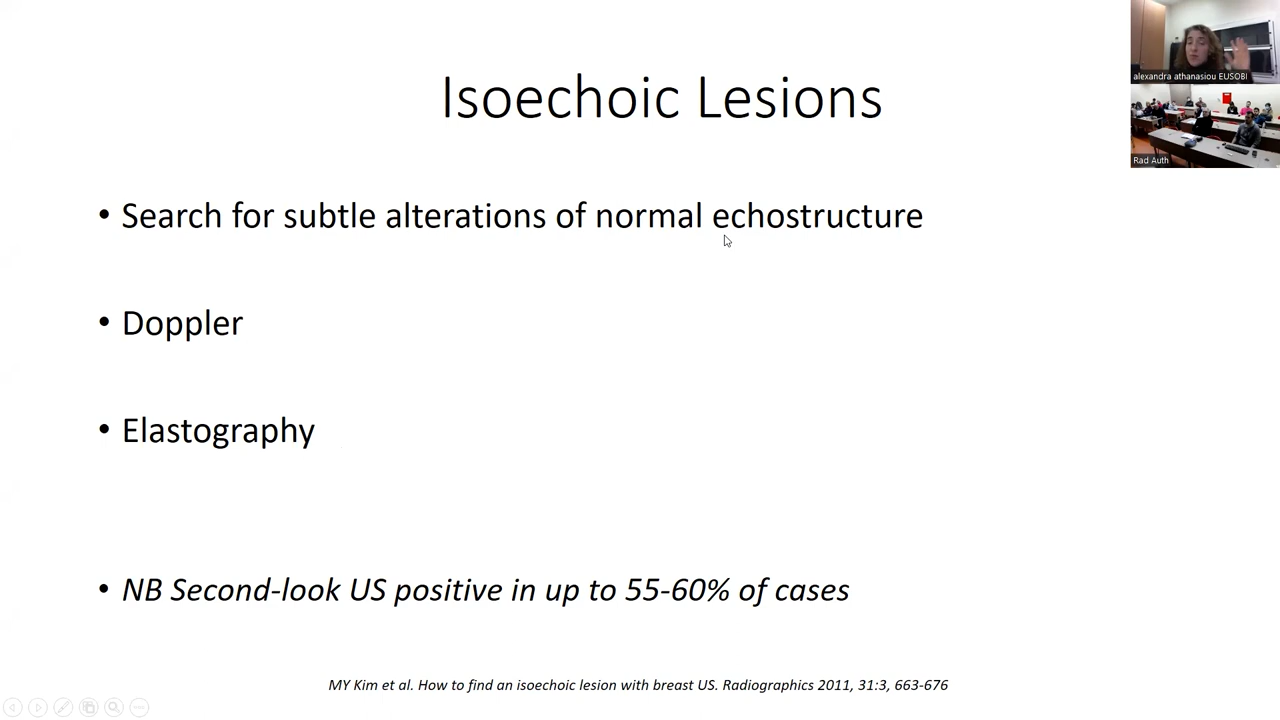 Isoechoic Lesions
• Search for subtle alterations of normal echostructure
• Doppler
• Elastography
• NB Second-look US positive in up to 55-60% of cases
MY Kim et al. How to find an isoechoic lesion with breast US. Radiographics 2011, 31:3, 663-676
alexandra athanasiou EUSOBI
Rad Auth